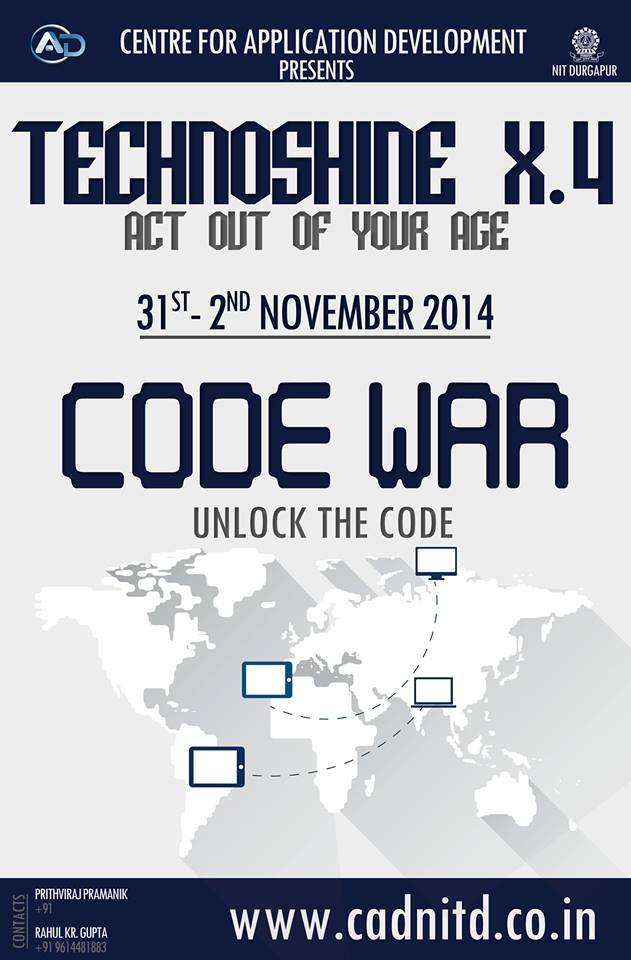 AD
CENTRE FOR APPLICATION DEVELOPMENT
PRESENTS
NIT DURGAPUR
TECHNOSHINE X.4
ACT OUT OF YOUR AGE
31ST- 2ND NOVEMBER 2014
CODE WAR
UNLOCK THE CODE
CONTACTS
PRITHVIRAJ PRAMANIK
+91
RAHUL KR. GUPTA
+91 9614481883
www.cadnitd.co.in